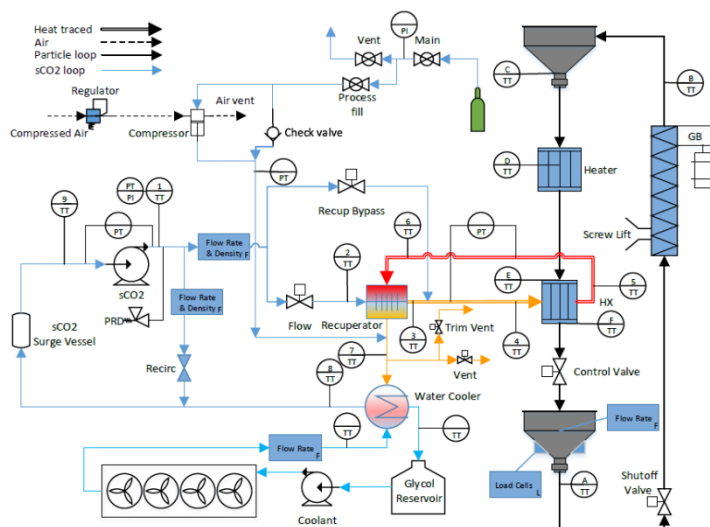 Heat traced
Air
Particle loop
sCO2 loop
Vent
PI
Main
Process
fill
Regulator
Compressed Air
Air vent
Compressor
Check valve
PT
Recup Bypass
C
TT
B
TT
GB
D
TT
Heater
Screw Lift
9
TT
PT
PI
1
TT
PT
Flow Rate
& Density F
sCO2
PRD
Flow Rate
& Density F
sCO2
Surge Vessel
Recirc
2
TT
Flow
Recuperator
6
TT
PT
E
TT
HX
5
TT
F
TT
3
TT
4
TT
Trim Vent
Vent
7
TT
8
TT
Water Cooler
Control Valve
TT
Flow Rate
F
TT
Glycol
Reservoir
Coolant
Flow Rate
F
Load Cells
L
A
TT
Shutoff
Valve